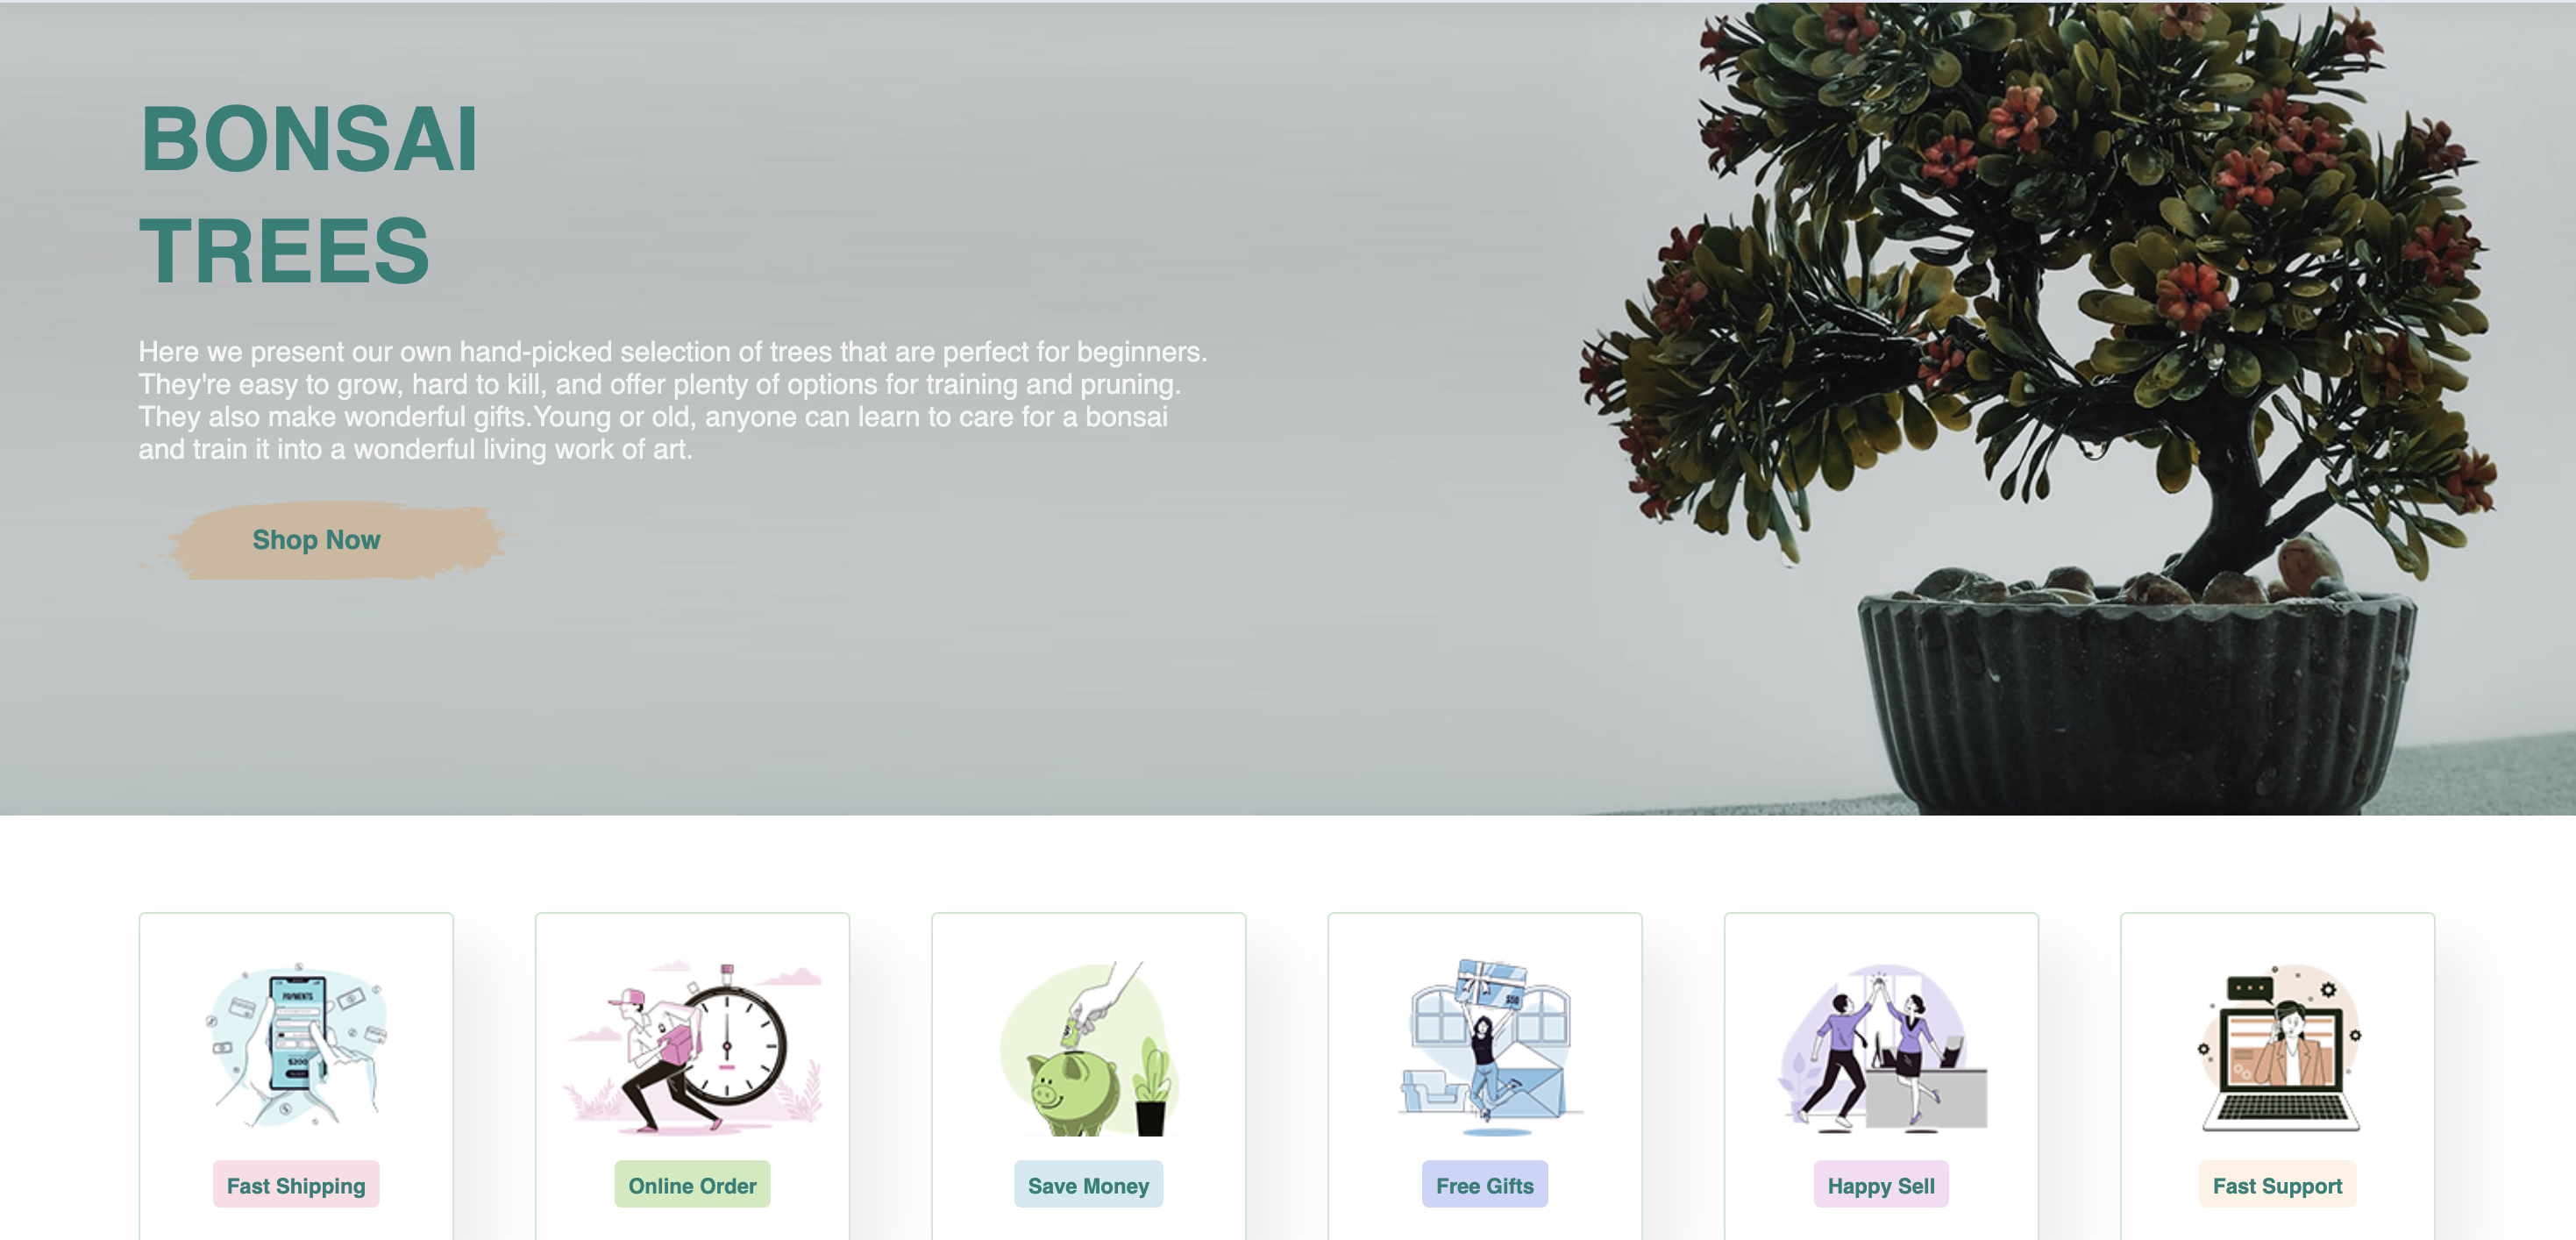 BONSAI
TREES
Here we present our own hand-picked selection of trees that are perfect for beginners.
They're easy to grow, hard to kill, and offer plenty of options for training and pruning.
They also make wonderful gifts.Young or old, anyone can learn to care for a bonsai
and train it into a wonderful living work of art.
Shop Now
PAYMENTS
$200
$50
Fast Shipping
Online Order
Save Money
Free Gifts
Happy Sell
Fast Support